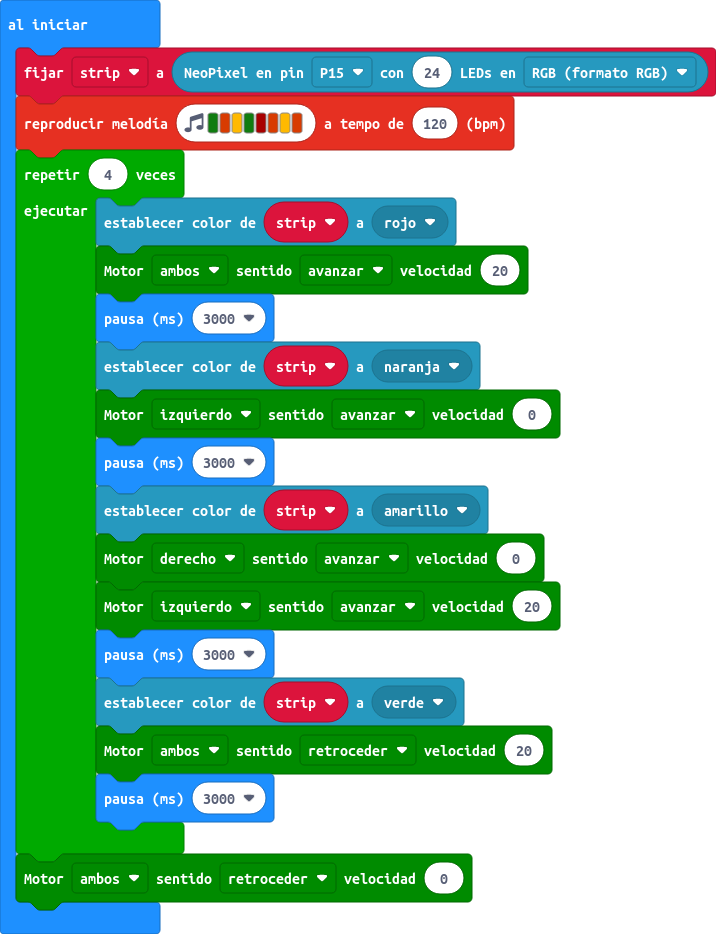 al iniciar
fijar strip a NeoPixel en pin P15 con 24 LEDs en RGB (formato RGB)
reproducir melodía a tempo de 120 (bpm)
repetir 4 veces
ejecutar
establecer color de strip a rojo
Motor ambos sentido avanzar velocidad 20
pausa (ms) 3000
establecer color de strip a naranja
Motor izquierdo sentido avanzar velocidad 0
pausa (ms) 3000
establecer color de strip a amarillo
Motor derecho sentido avanzar velocidad 0
Motor izquierdo sentido avanzar velocidad 20
pausa (ms) 3000
establecer color de strip a verde
Motor ambos sentido retroceder velocidad 20
pausa (ms) 3000
Motor ambos sentido retroceder velocidad 0